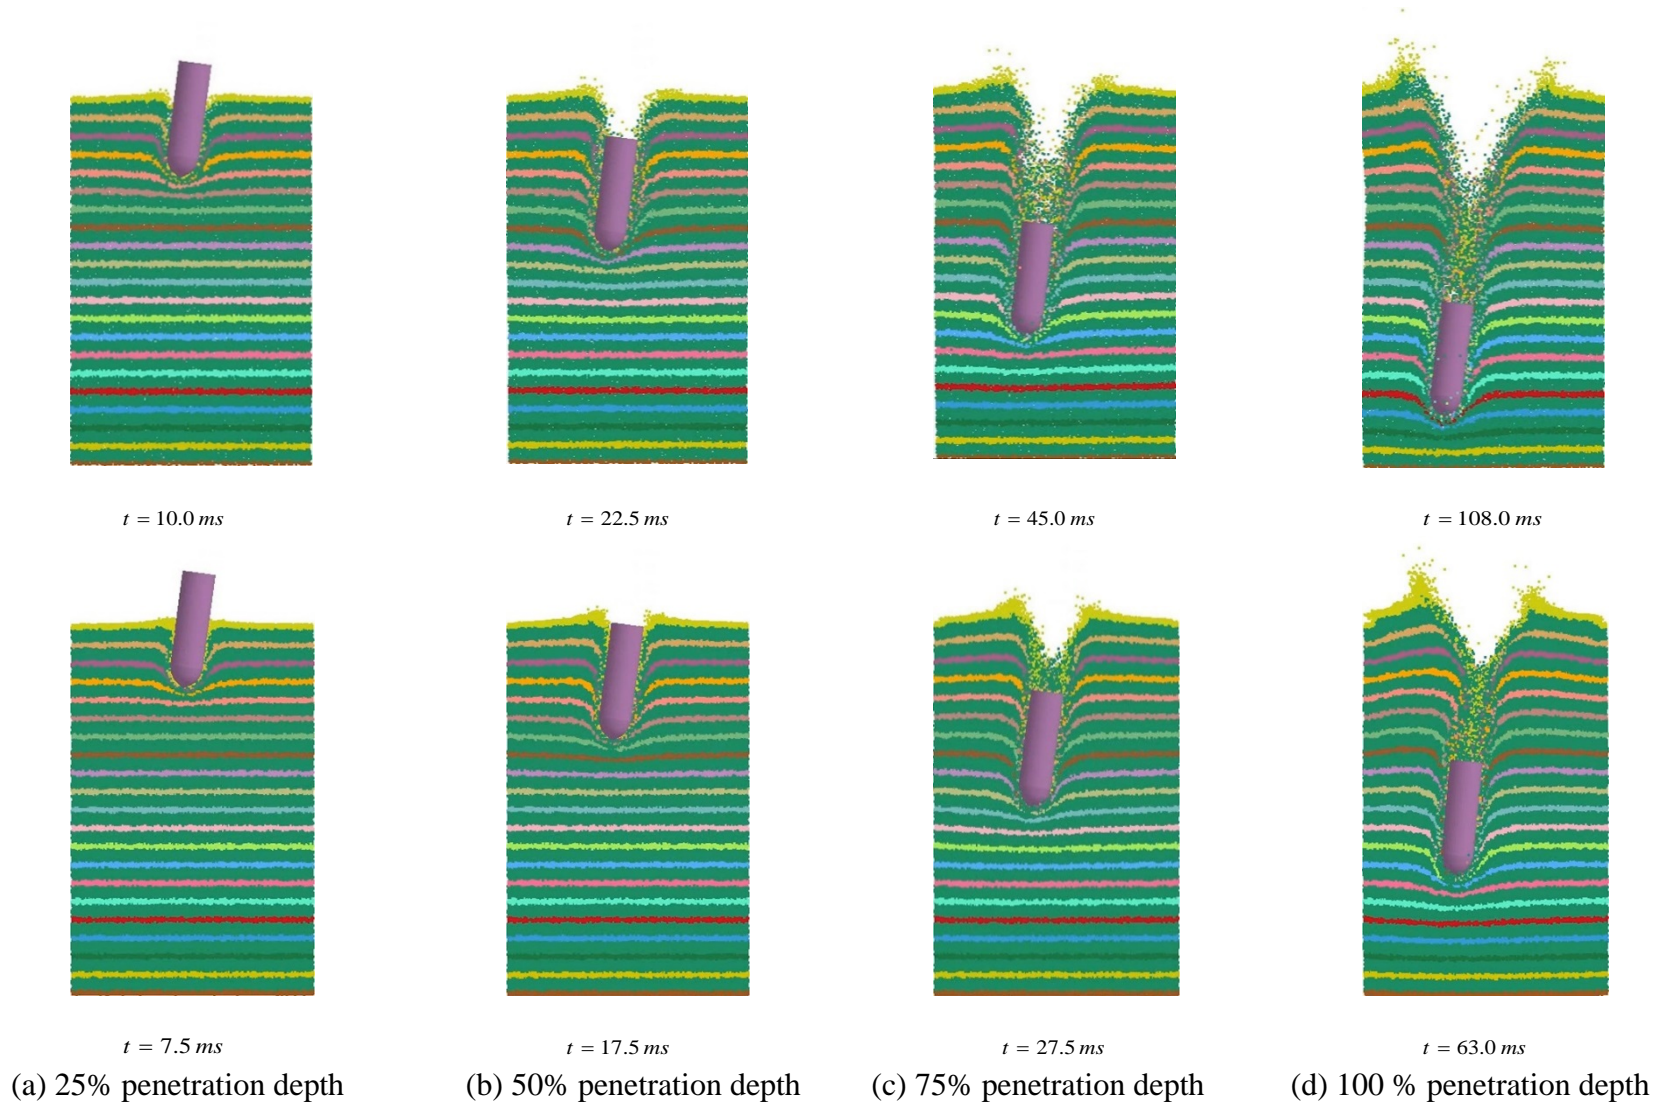 t = 10.0 ms
t = 22.5 ms
t = 45.0 ms
t = 108.0 ms
t = 7.5 ms
t = 17.5 ms
t = 27.5 ms
t = 63.0 ms
(a) 25% penetration depth
(b) 50% penetration depth
(c) 75% penetration depth
(d) 100 % penetration depth